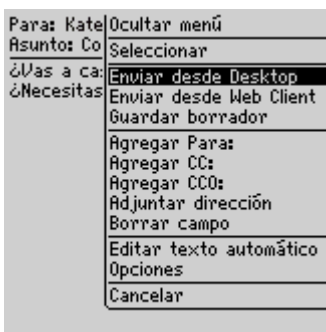 Para: Kate
Asunto: Co
¿Vas a ca:
¿Necesitas
Ocultar menú
Seleccionar
Enviar desde Desktop
Enviar desde Web Client
Guardar borrador
Agregar Para:
Agregar CC:
Agregar CCO:
Adjuntar dirección
Borrar campo
Editar texto automático
Opciones
Cancelar